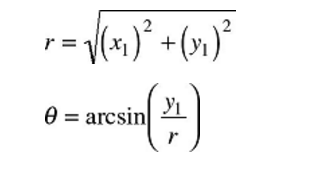 r = √((x₁)² + (y₁)²)
θ = arcsin(y₁/r)